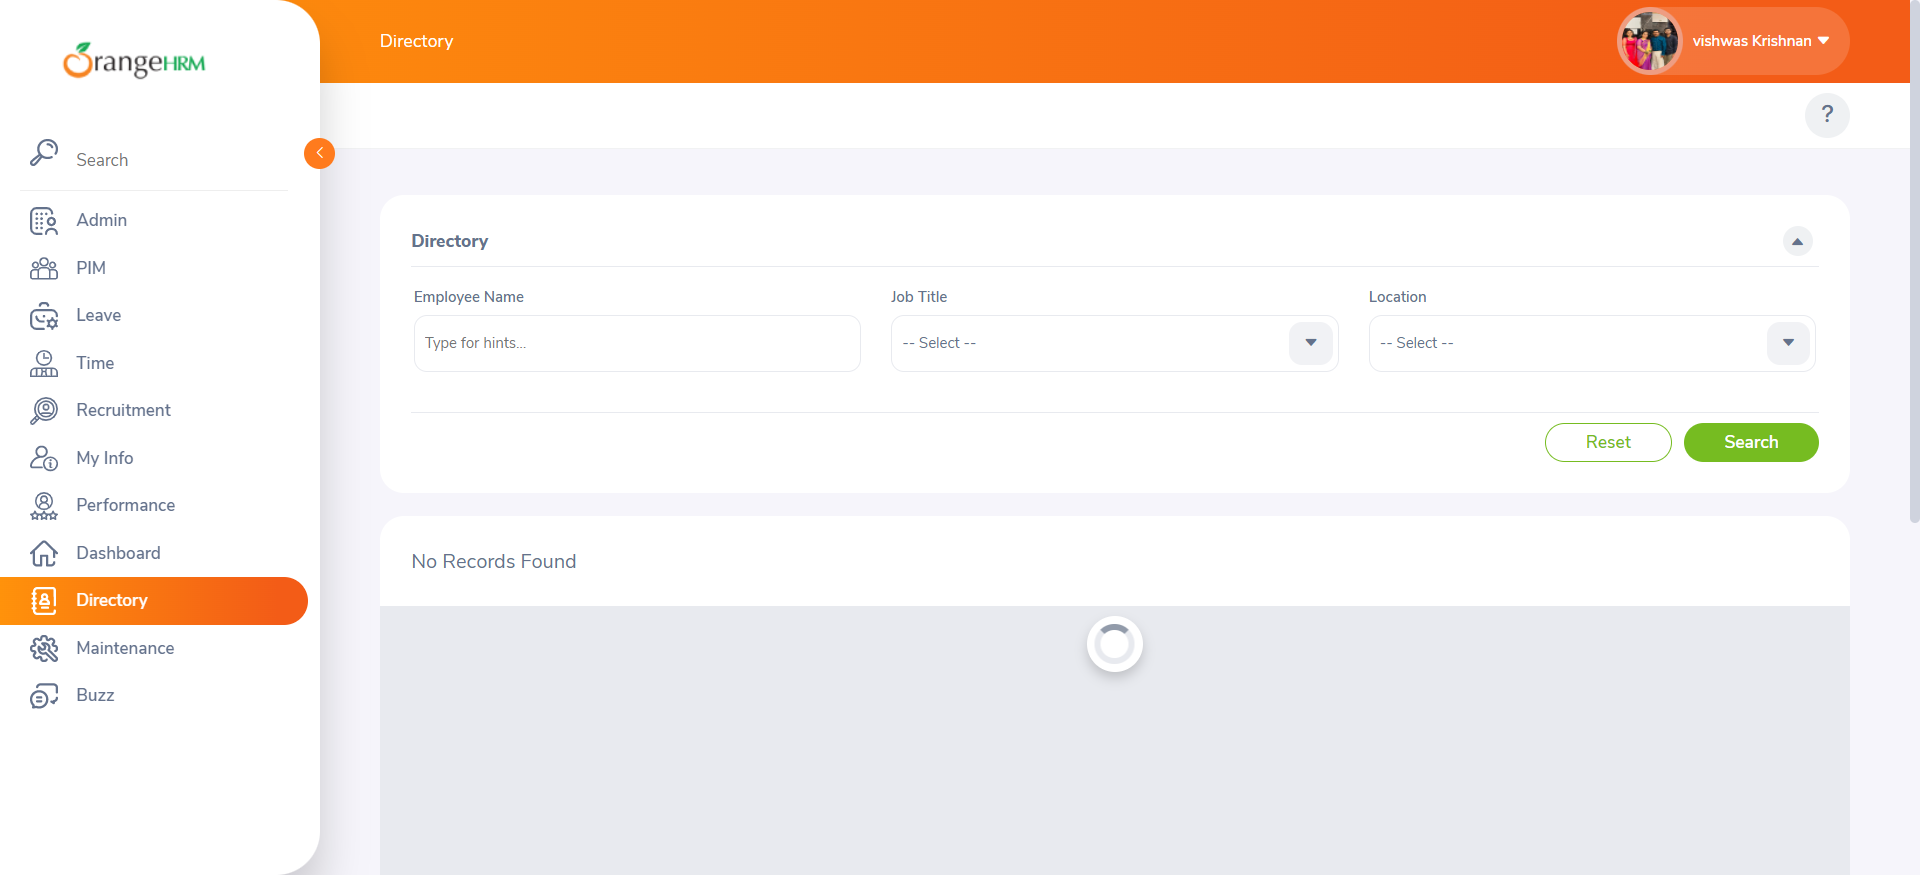 OrangeHRM
Directory
vishwas Krishnan
?
Search
Admin
PIM
Leave
Time
Recruitment
My Info
Performance
Dashboard
Directory
Maintenance
Buzz
Directory
Employee Name
Job Title
Location
Type for hints...
-- Select --
-- Select --
Reset
Search
No Records Found